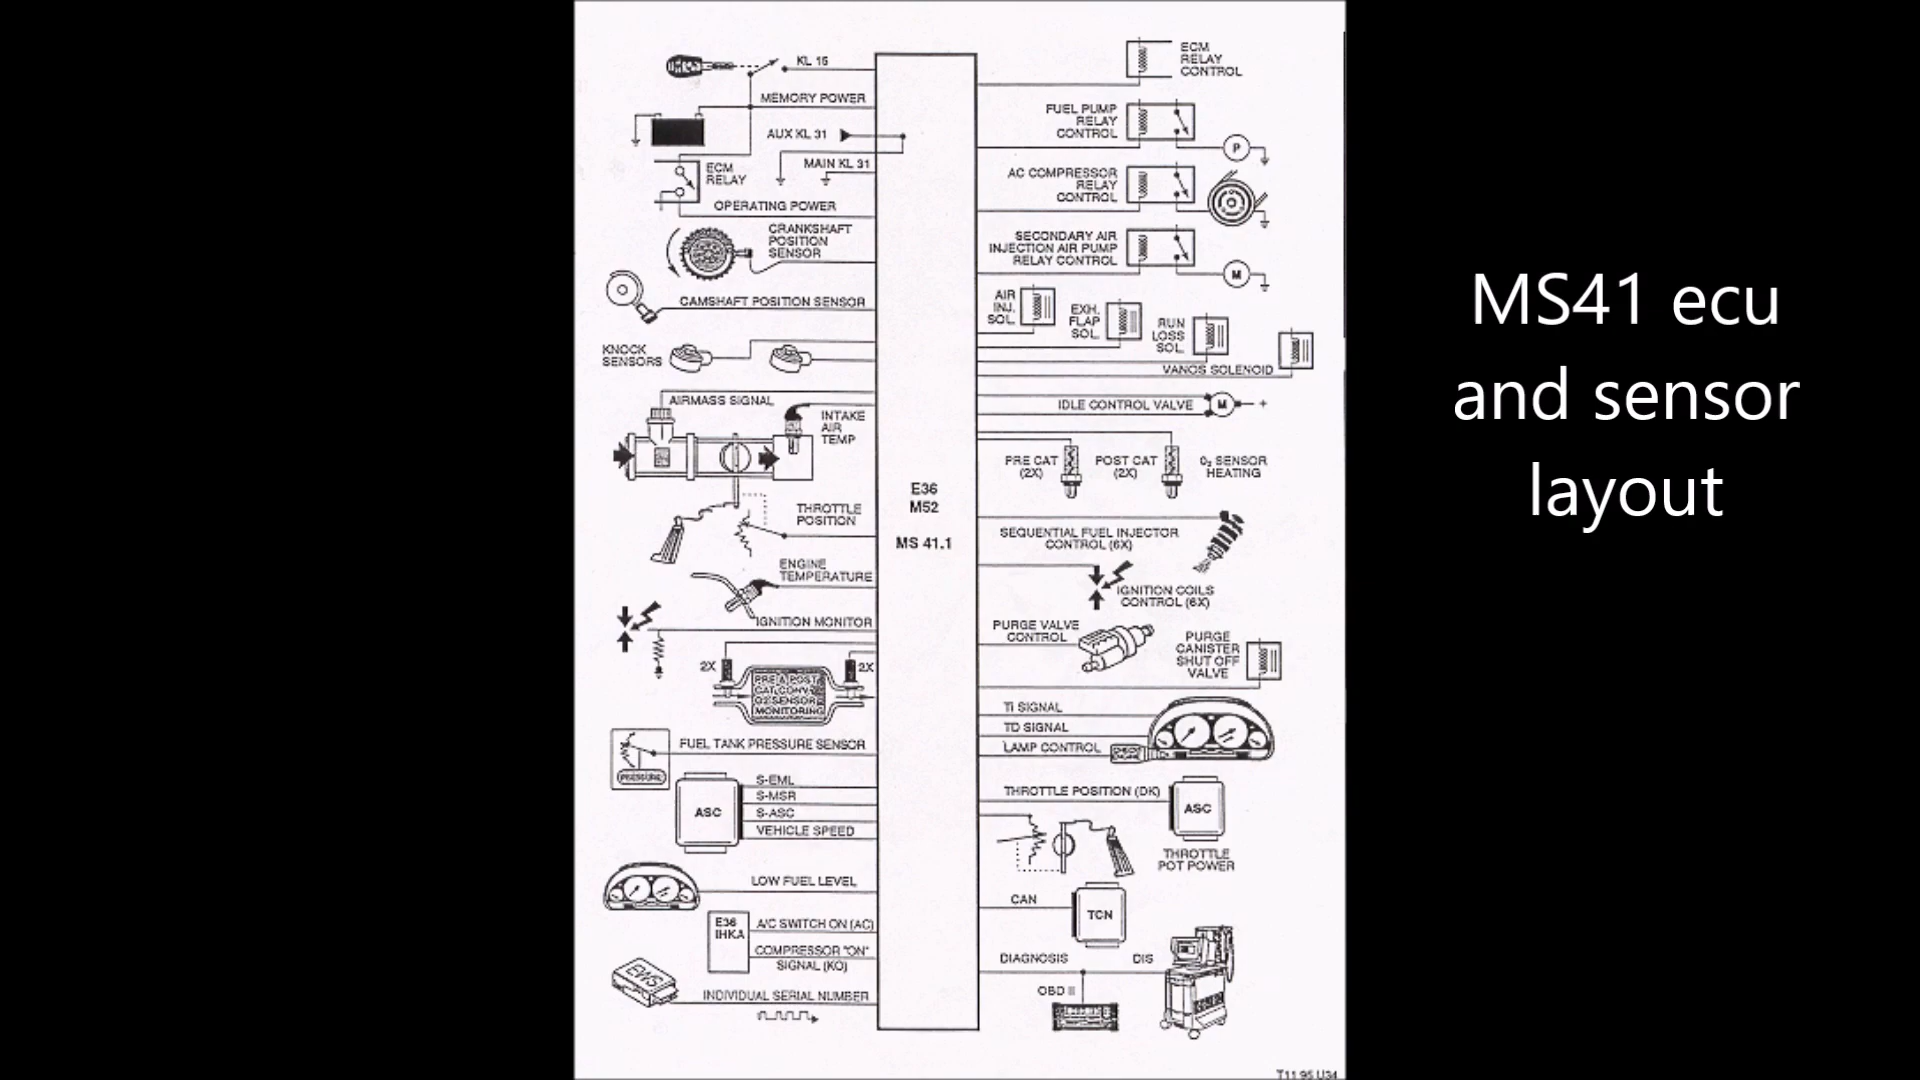 KL 15
MEMORY POWER
AUX KL 31
MAIN KL 31
ECM
RELAY
OPERATING POWER
CRANKSHAFT
POSITION
SENSOR
CAMSHAFT POSITION SENSOR
KNOCK
SENSORS
AIRMASS SIGNAL
INTAKE
AIR
TEMP
THROTTLE
POSITION
ENGINE
TEMPERATURE
IGNITION MONITOR
2X
2X
PRE & POST
CAT. CONV.
O2 SENSOR
MONITORING
FUEL TANK PRESSURE SENSOR
PRESSURE
ASC
S-EML
S-MSR
S-ASC
VEHICLE SPEED
LOW FUEL LEVEL
E36
IHKA
A/C SWITCH ON (AC)
COMPRESSOR "ON"
SIGNAL (KO)
EWS
INDIVIDUAL SERIAL NUMBER
E36
M52
MS 41.1
ECM
RELAY
CONTROL
FUEL PUMP
RELAY
CONTROL
P
AC COMPRESSOR
RELAY
CONTROL
SECONDARY AIR
INJECTION AIR PUMP
RELAY CONTROL
M
AIR
INJ.
SOL.
EXH.
FLAP
SOL.
RUN
LOSS
SOL.
VANOS SOLENOID
IDLE CONTROL VALVE
M
+
PRE CAT
(2X)
POST CAT
(2X)
O₂ SENSOR
HEATING
SEQUENTIAL FUEL INJECTOR
CONTROL (6X)
IGNITION COILS
CONTROL (6X)
PURGE VALVE
CONTROL
PURGE
CANISTER
SHUT OFF
VALVE
Ti SIGNAL
TD SIGNAL
LAMP CONTROL
CHECK
ENGINE
THROTTLE POSITION (DK)
ASC
THROTTLE
POT POWER
CAN
TCN
DIAGNOSIS
DIS
OBD II
T11 95 U34
MS41 ecu
and sensor
layout